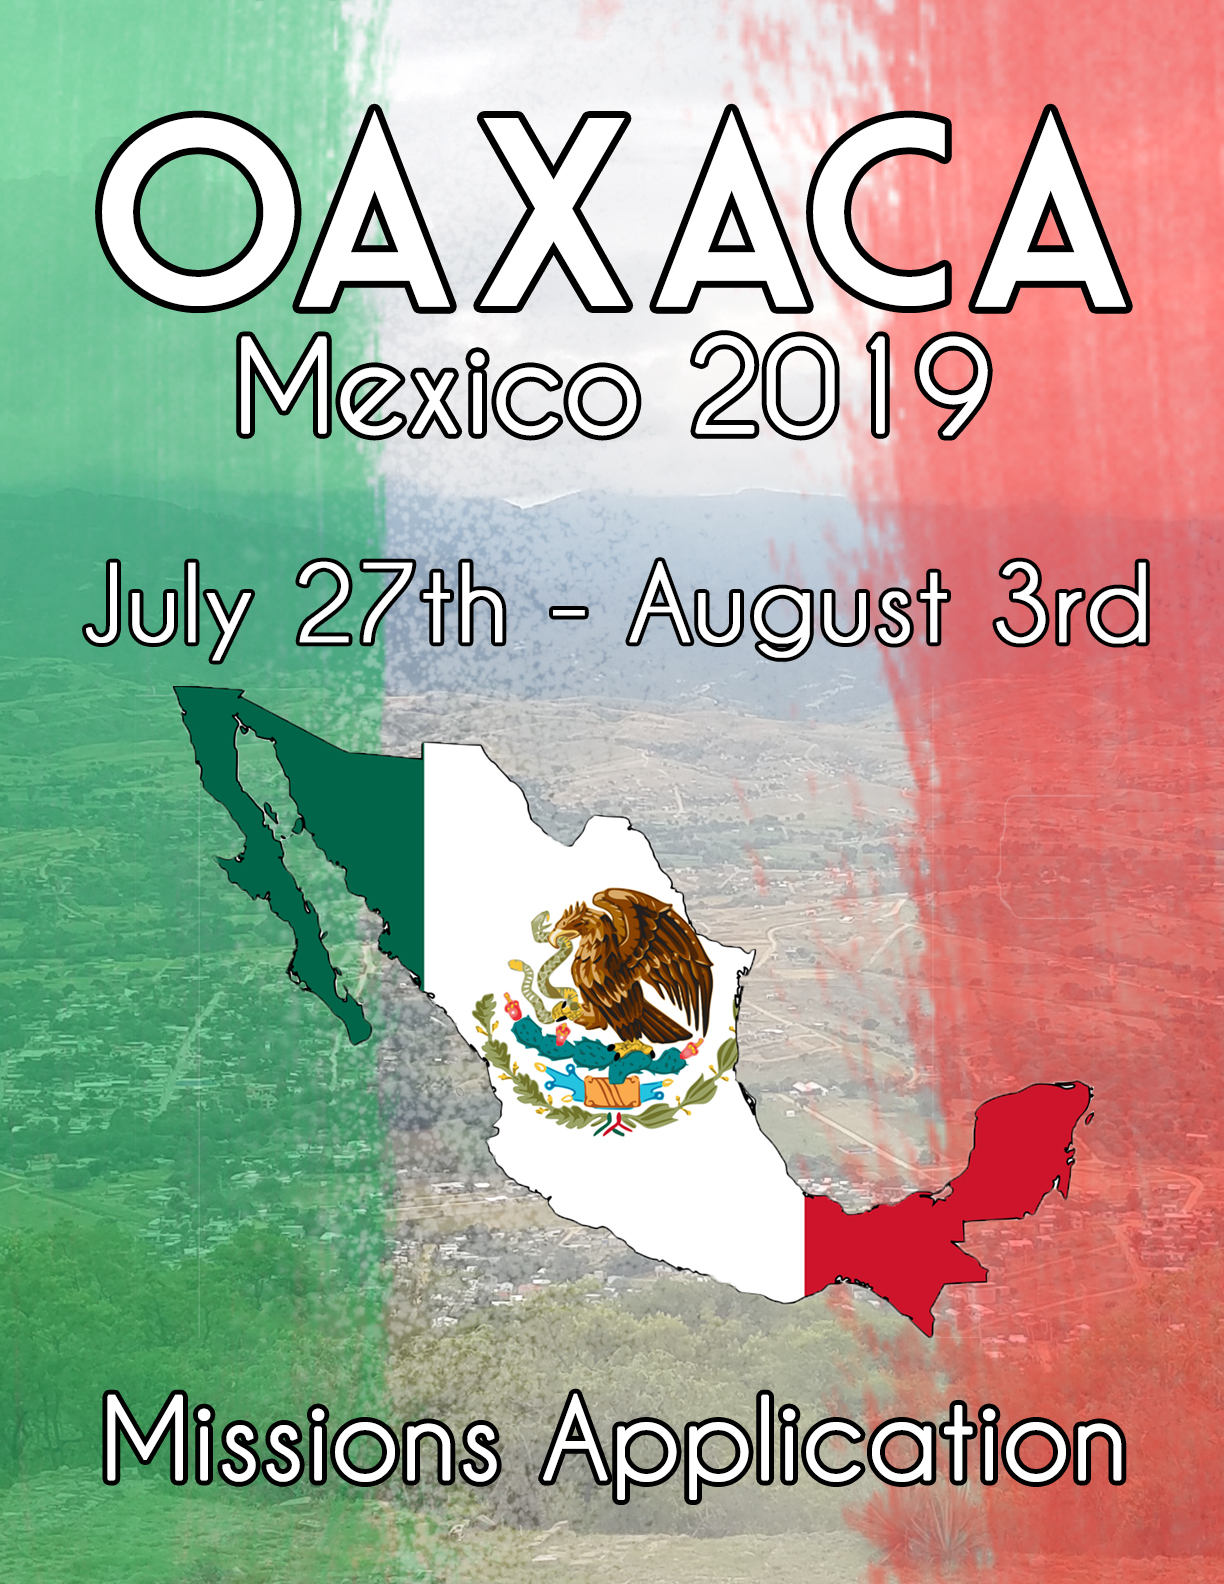 OAXACA
Mexico 2019
July 27th - August 3rd
Missions Application